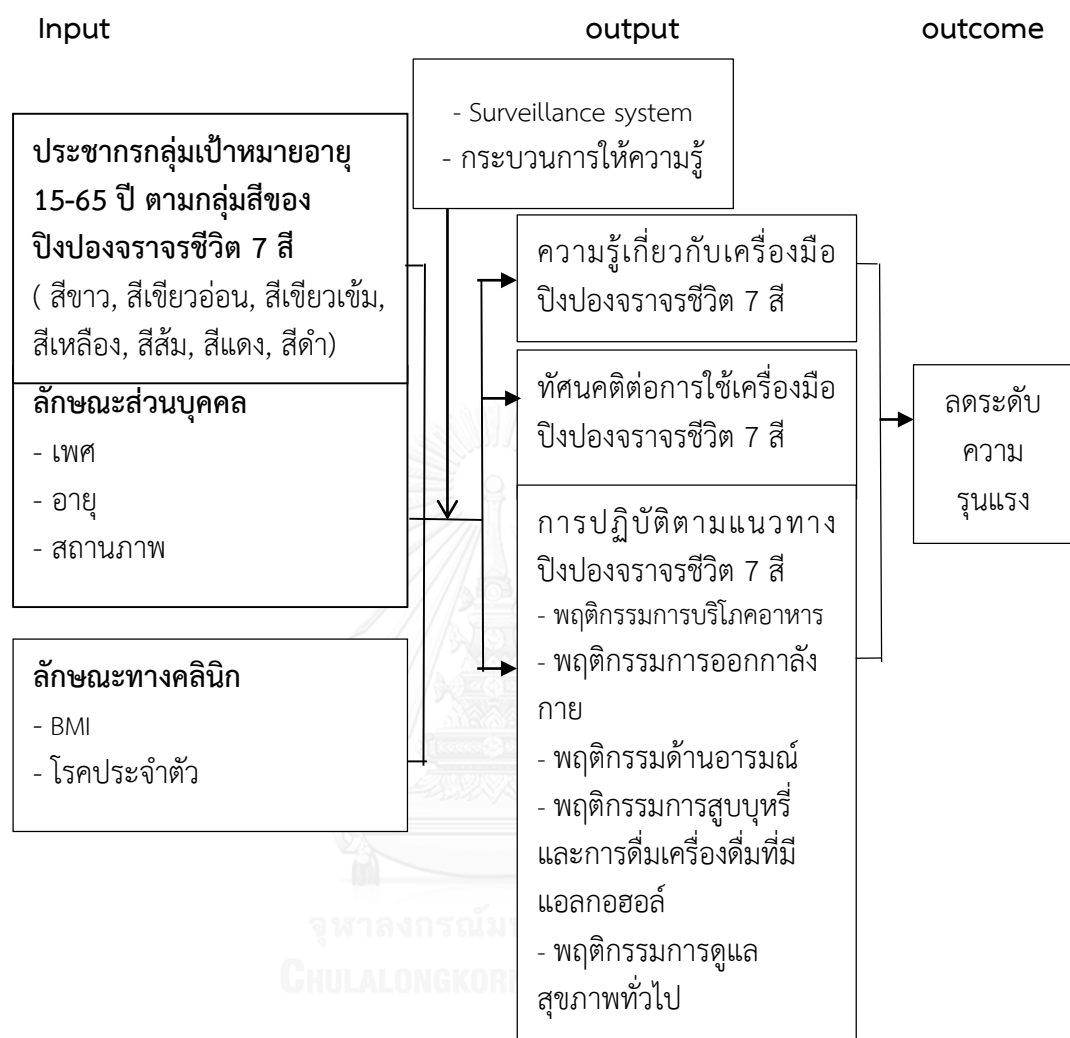 Input output outcome
- Surveillance system
- กระบวนการให้ความรู้
ประชากรกลุ่มเป้าหมายอายุ
15-65 ปี ตามกลุ่มสีของ
ปิงปองจราจรชีวิต 7 สี
( สีขาว, สีเขียวอ่อน, สีเขียวเข้ม,
สีเหลือง, สีส้ม, สีแดง, สีดำ)
ลักษณะส่วนบุคคล
- เพศ
- อายุ
- สถานภาพ
ลักษณะทางคลินิก
- BMI
- โรคประจำตัว
ความรู้เกี่ยวกับเครื่องมือ
ปิงปองจราจรชีวิต 7 สี
ทัศนคติต่อการใช้เครื่องมือ
ปิงปองจราจรชีวิต 7 สี
การปฏิบัติตามแนวทาง
ปิงปองจราจรชีวิต 7 สี
- พฤติกรรมการบริโภคอาหาร
- พฤติกรรมการออกกาลัง
กาย
- พฤติกรรมด้านอารมณ์
- พฤติกรรมการสูบบุหรี่
และการดื่มเครื่องดื่มที่มี
แอลกอฮอล์
- พฤติกรรมการดูแล
สุขภาพทั่วไป
ลดระดับ
ความ
รุนแรง